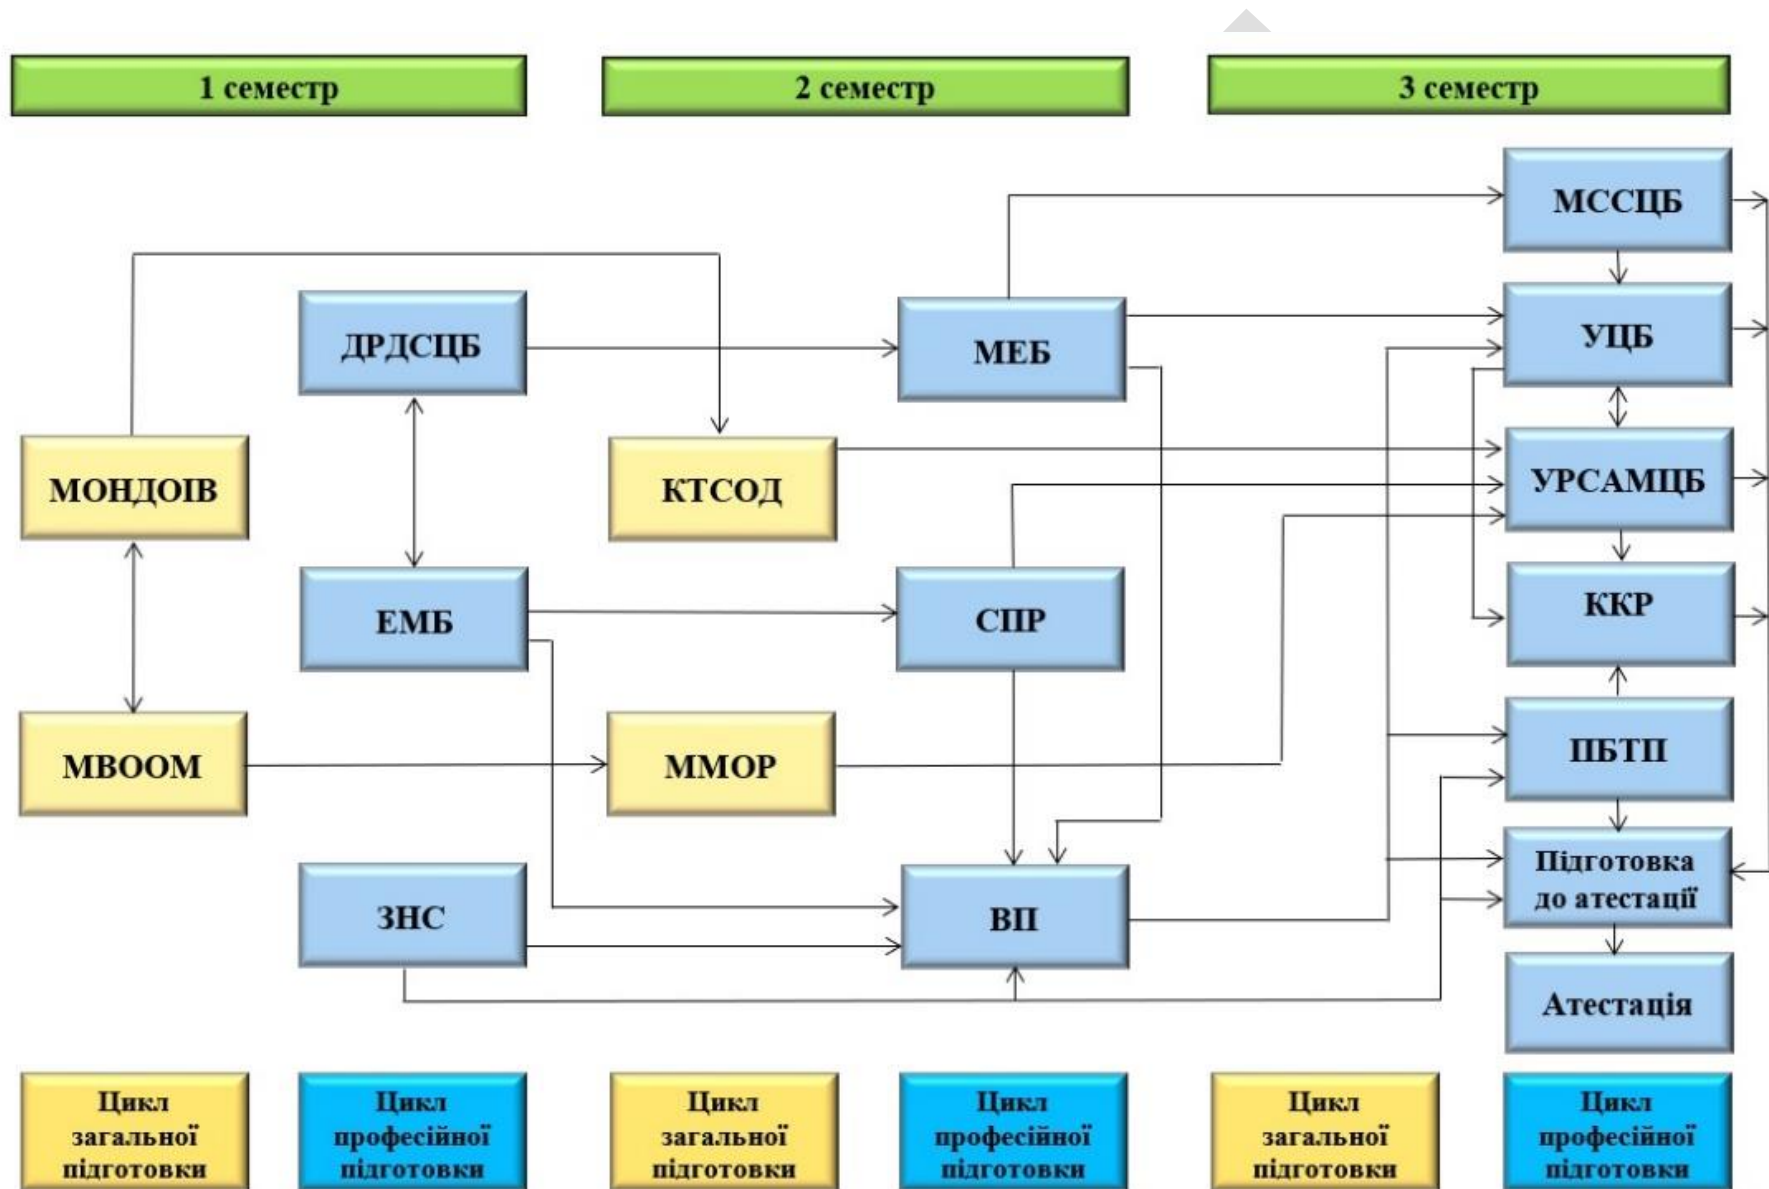 1 семестр
2 семестр
3 семестр
МССЦБ
ДРДСЦБ
МЕБ
УЦБ
МОНДОІВ
КТСОД
УРСАМЦБ
ЕМБ
СПР
ККР
МВООМ
ММОР
ПБТП
ЗНС
ВП
Підготовка
до атестації
Атестація
Цикл
загальної
підготовки
Цикл
професійної
підготовки
Цикл
загальної
підготовки
Цикл
професійної
підготовки
Цикл
загальної
підготовки
Цикл
професійної
підготовки